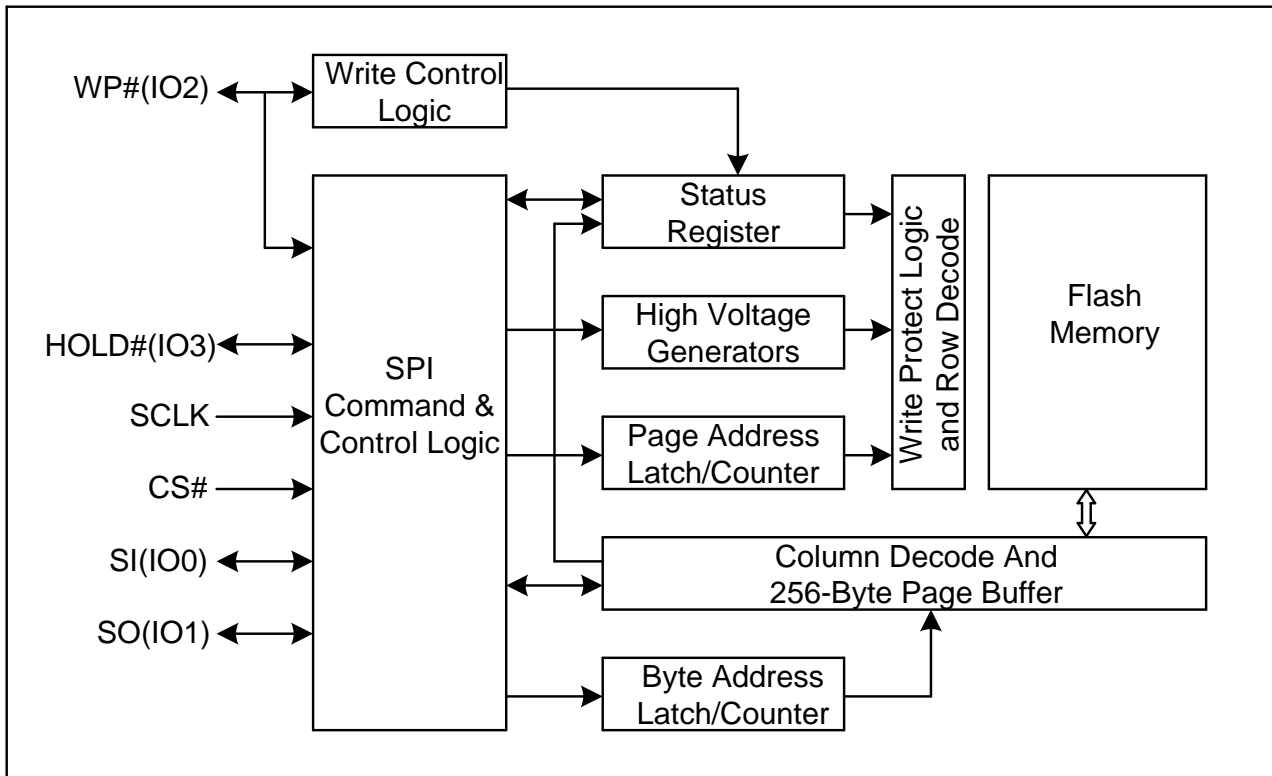 WP#(IO2)
Write Control
Logic
Status
Register
High Voltage
Generators
Page Address
Latch/Counter
Write Protect Logic
and Row Decode
Flash
Memory
HOLD#(IO3)
SCLK
CS#
SI(IO0)
SO(IO1)
SPI
Command &
Control Logic
Column Decode And
256-Byte Page Buffer
Byte Address
Latch/Counter